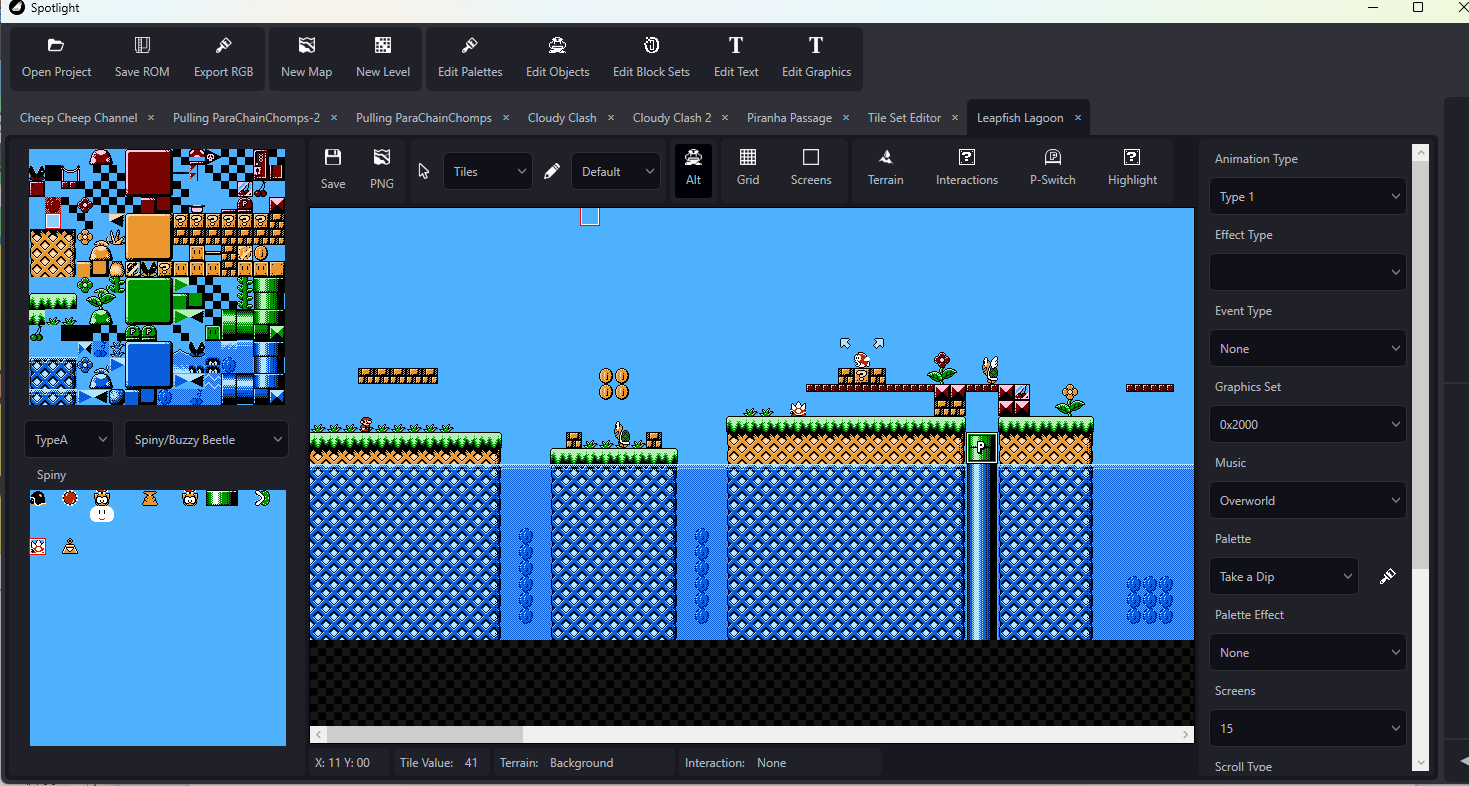 Spotlight
Open Project Save ROM Export RGB New Map New Level Edit Palettes Edit Objects Edit Block Sets Edit Text Edit Graphics
Cheep Cheep Channel × Pulling ParaChainChomps-2 × Pulling ParaChainChomps × Cloudy Clash × Cloudy Clash 2 × Piranha Passage × Tile Set Editor × Leapfish Lagoon ×
Save PNG Tiles Default Alt Grid Screens Terrain Interactions P-Switch Highlight
Animation Type
Type 1
Effect Type
Event Type
None
Graphics Set
0x2000
Music
Overworld
Palette
Take a Dip
Palette Effect
None
Screens
15
Scroll Type
TypeA Spiny/Buzzy Beetle
Spiny
P
X: 11 Y: 00 Tile Value: 41 Terrain: Background Interaction: None